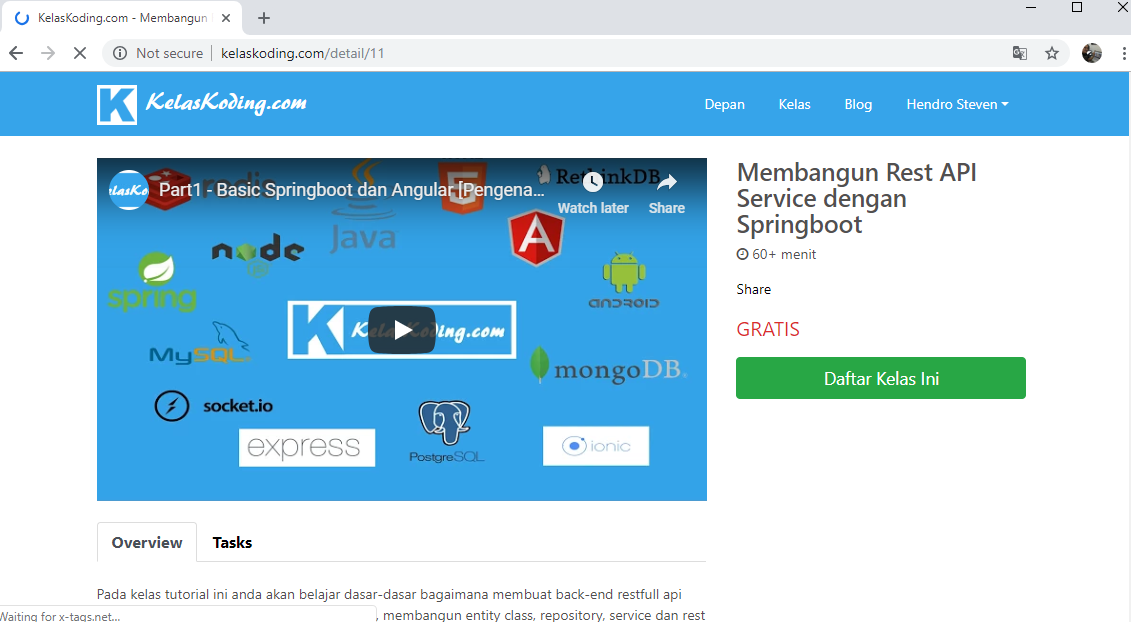 KelasKoding.com - Membangun
Not secure
kelaskoding.com/detail/11
K KelasKoding.com
Depan
Kelas
Blog
Hendro Steven
Part1 - Basic Springboot dan Angular [Pengena...
Watch later
Share
redis
Java
RethinkDB
node
spring
android
MySQL
K KelasKoding.com
mongoDB.
socket.io
express
PostgreSQL
ionic
Membangun Rest API
Service dengan
Springboot
60+ menit
Share
GRATIS
Daftar Kelas Ini
Overview
Tasks
Pada kelas tutorial ini anda akan belajar dasar-dasar bagaimana membuat back-end restfull api
, membangun entity class, repository, service dan rest
Waiting for x-tags.net...